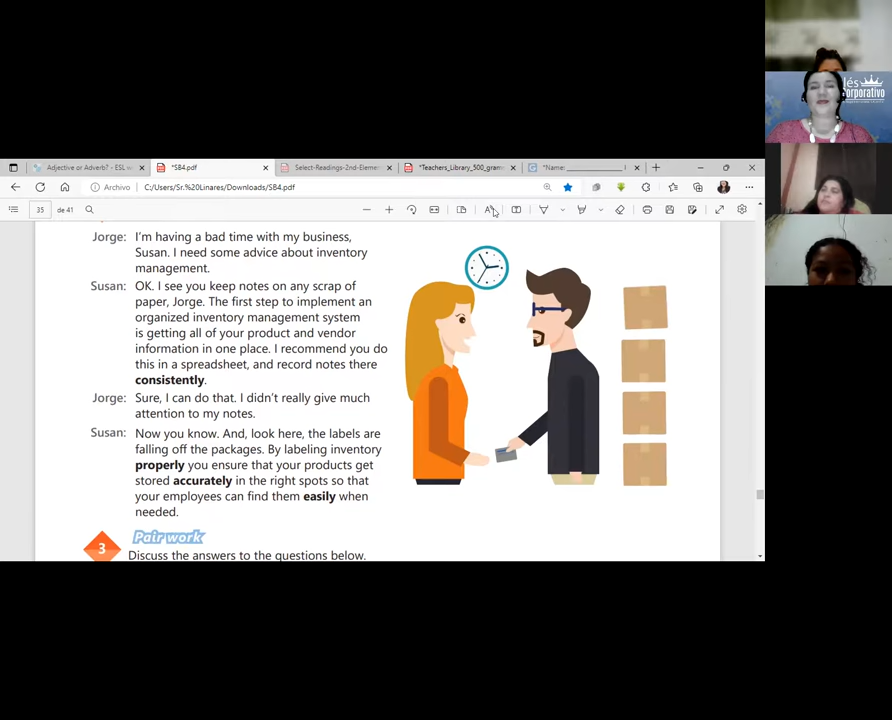 Adjective or Adverb? - ESL w
*SB4.pdf
Select-Readings-2nd-Elemen
*Teachers_Library_500_gram
*Name:
Archivo
C:/Users/Sr.%20Linares/Downloads/SB4.pdf
35
de 41
Jorge: I'm having a bad time with my business,
Susan. I need some advice about inventory
management.
Susan: OK. I see you keep notes on any scrap of
paper, Jorge. The first step to implement an
organized inventory management system
is getting all of your product and vendor
information in one place. I recommend you do
this in a spreadsheet, and record notes there
consistently.
Jorge: Sure, I can do that. I didn't really give much
attention to my notes.
Susan: Now you know. And, look here, the labels are
falling off the packages. By labeling inventory
properly you ensure that your products get
stored accurately in the right spots so that
your employees can find them easily when
needed.
3 Pair work
Discuss the answers to the questions below.